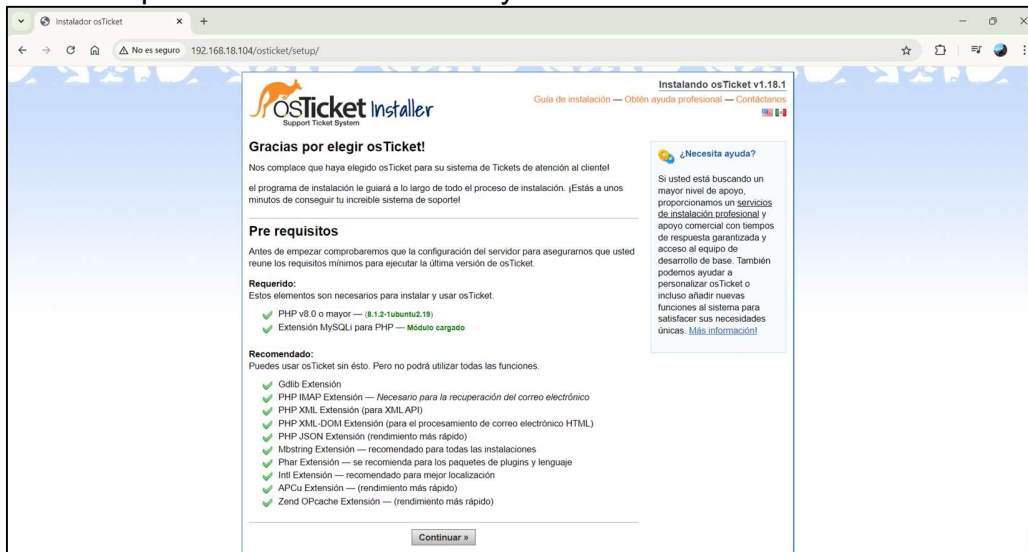 Instalador osTicket
No es seguro 192.168.18.104/osticket/setup/
osTicket Installer
Support Ticket System
Instalando osTicket v1.18.1
Guía de instalación — Obtén ayuda profesional — Contáctanos
Gracias por elegir osTicket!
Nos complace que haya elegido osTicket para su sistema de Tickets de atención al cliente!
el programa de instalación le guiará a lo largo de todo el proceso de instalación. ¡Estás a unos
minutos de conseguir tu increible sistema de soporte!
Pre requisitos
Antes de empezar comprobaremos que la configuración del servidor para asegurarnos que usted
reune los requisitos mínimos para ejecutar la última versión de osTicket.
Requerido:
Estos elementos son necesarios para instalar y usar osTicket.
PHP v8.0 o mayor — (8.1.2-1ubuntu2.19)
Extensión MySQLi para PHP — Módulo cargado
Recomendado:
Puedes usar osTicket sin ésto. Pero no podrá utilizar todas las funciones.
Gdlib Extensión
PHP IMAP Extensión — Necesario para la recuperación del correo electrónico
PHP XML Extensión (para XML API)
PHP XML-DOM Extensión (para el procesamiento de correo electrónico HTML)
PHP JSON Extensión (rendimiento más rápido)
Mbstring Extensión — recomendado para todas las instalaciones
Phar Extensión — se recomienda para los paquetes de plugins y lenguaje
Intl Extensión — recomendado para mejor localización
APCu Extensión — (rendimiento más rápido)
Zend OPcache Extensión — (rendimiento más rápido)
Continuar »
¿Necesita ayuda?
Si usted está buscando un
mayor nivel de apoyo,
proporcionamos un servicios
de instalación profesional y
apoyo comercial con tiempos
de respuesta garantizada y
acceso al equipo de
desarrollo de base. También
podemos ayudar a
personalizar osTicket o
incluso añadir nuevas
funciones al sistema para
satisfacer sus necesidades
únicas. Más información!